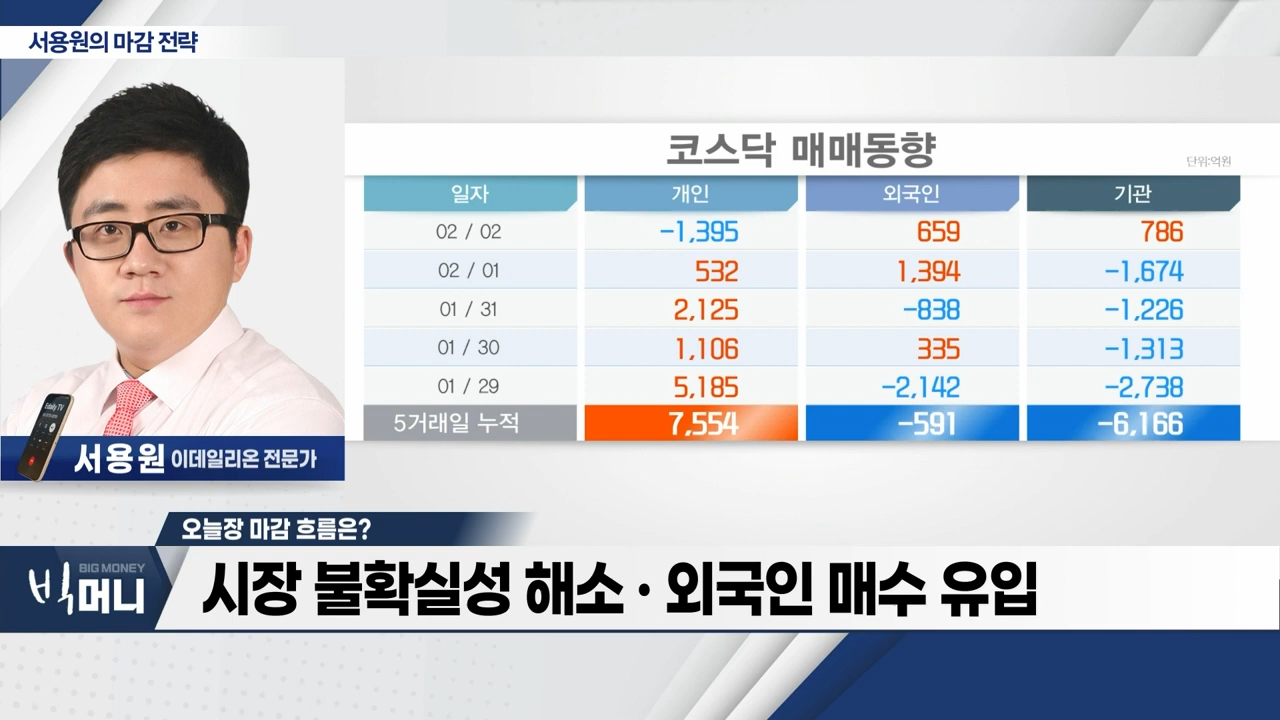 서용원의 마감 전략
코스닥 매매동향
단위:억원
일자 개인 외국인 기관
02 / 02 -1,395 659 786
02 / 01 532 1,394 -1,674
01 / 31 2,125 -838 -1,226
01 / 30 1,106 335 -1,313
01 / 29 5,185 -2,142 -2,738
5거래일 누적 7,554 -591 -6,166
Edaily TV
서용원 이데일리온 전문가
오늘장 마감 흐름은?
BIG MONEY
빅머니
시장 불확실성 해소·외국인 매수 유입